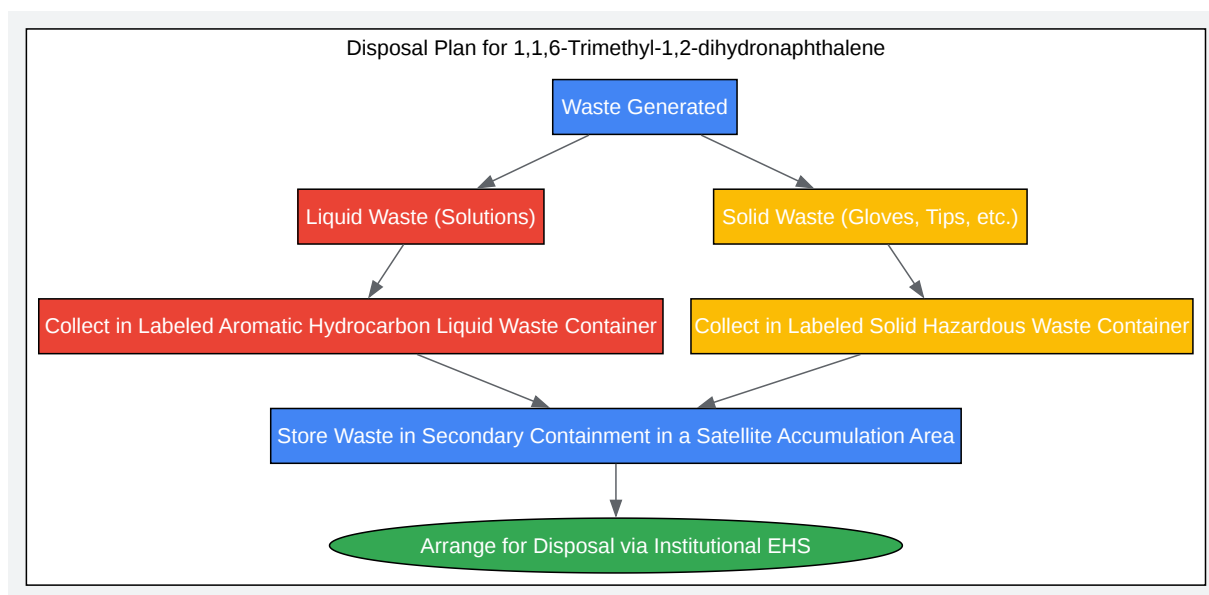 Disposal Plan for 1,1,6-Trimethyl-1,2-dihydronaphthalene
Waste Generated
Liquid Waste (Solutions)
Solid Waste (Gloves, Tips, etc.)
Collect in Labeled Aromatic Hydrocarbon Liquid Waste Container
Collect in Labeled Solid Hazardous Waste Container
Store Waste in Secondary Containment in a Satellite Accumulation Area
Arrange for Disposal via Institutional EHS